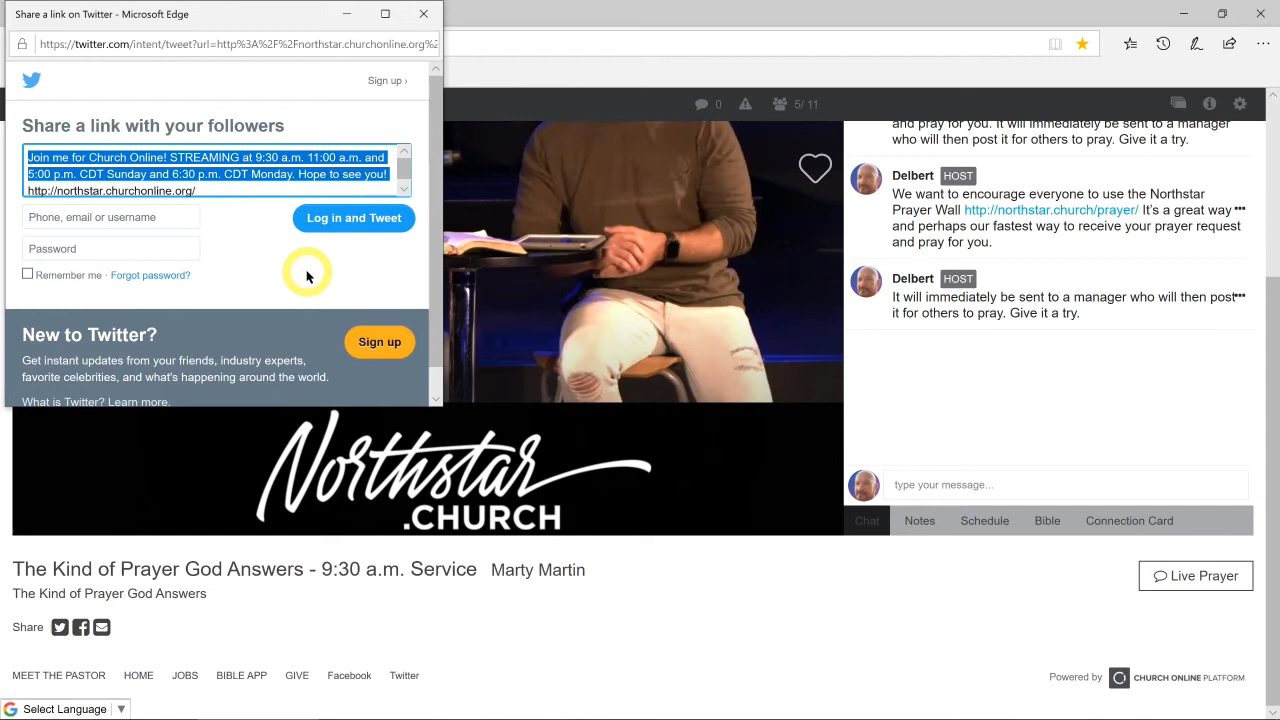 Share a link on Twitter - Microsoft Edge
https://twitter.com/intent/tweet?url=http%3A%2F%2Fnorthstar.churchonline.org%2
Sign up ›
Share a link with your followers
Join me for Church Online! STREAMING at 9:30 a.m. 11:00 a.m. and
5:00 p.m. CDT Sunday and 6:30 p.m. CDT Monday. Hope to see you!
http://northstar.churchonline.org/
Phone, email or username
Log in and Tweet
Password
Remember me · Forgot password?
New to Twitter?
Sign up
Get instant updates from your friends, industry experts,
favorite celebrities, and what's happening around the world.
What is Twitter? Learn more.
0
5/ 11
and pray for you. It will immediately be sent to a manager
who will then post it for others to pray. Give it a try.
Delbert HOST
We want to encourage everyone to use the Northstar
Prayer Wall http://northstar.church/prayer/ It's a great way
and perhaps our fastest way to receive your prayer request
and pray for you.
Delbert HOST
It will immediately be sent to a manager who will then post
it for others to pray. Give it a try.
type your message...
Chat Notes Schedule Bible Connection Card
Northstar
.CHURCH
The Kind of Prayer God Answers - 9:30 a.m. Service Marty Martin
The Kind of Prayer God Answers
Live Prayer
Share
MEET THE PASTOR HOME JOBS BIBLE APP GIVE Facebook Twitter
Powered by CHURCH ONLINE PLATFORM
Select Language ▼